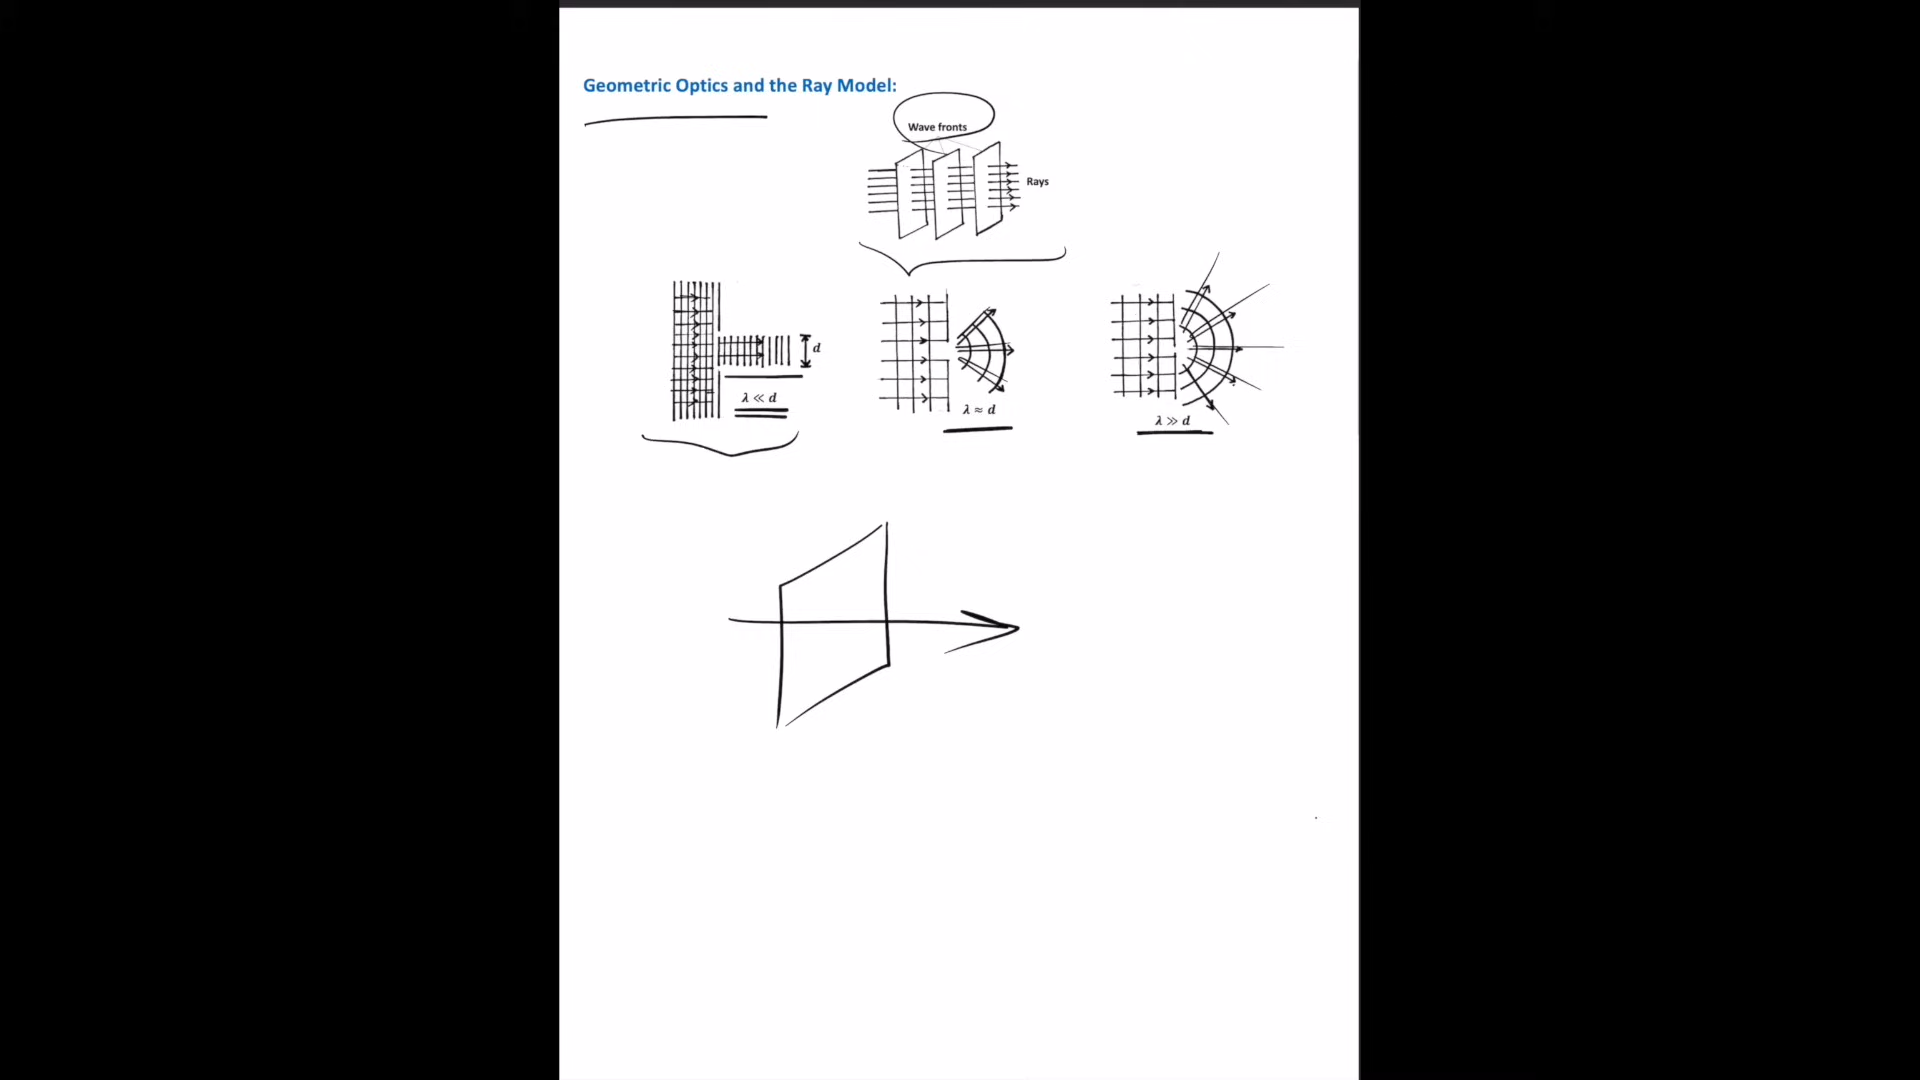 Geometric Optics and the Ray Model:
Wave fronts
Rays
d
λ ≪ d
λ ≈ d
λ ≫ d